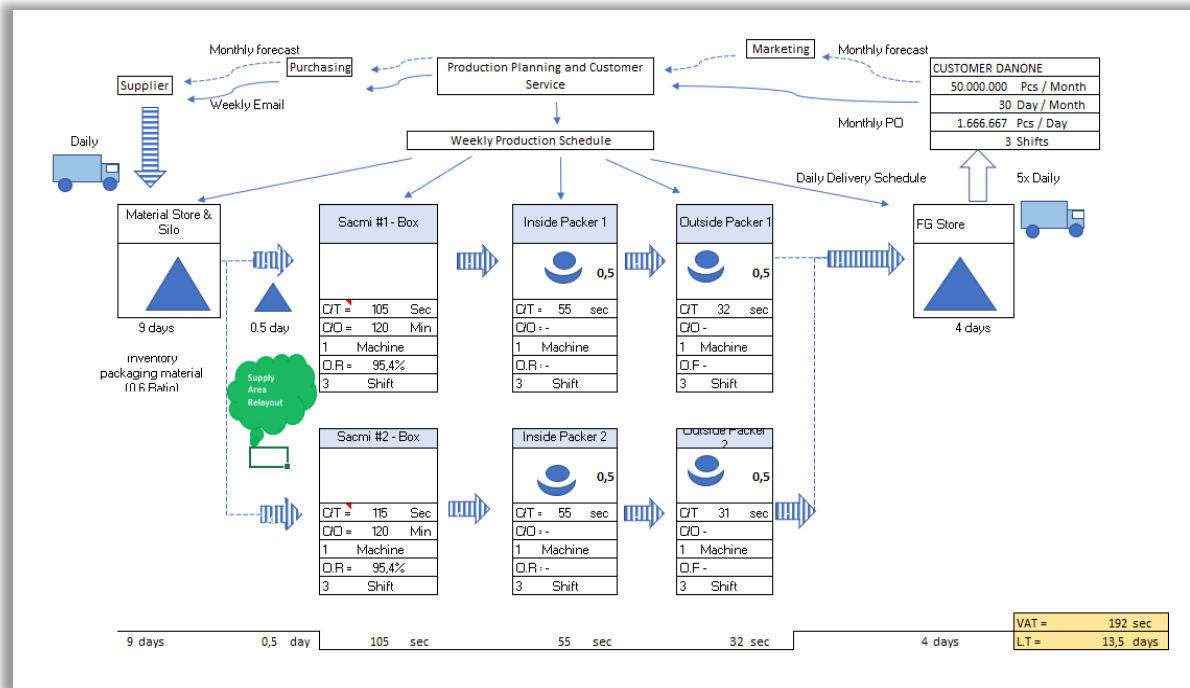 Monthly forecast
Purchasing
Supplier
Weekly Email
Production Planning and Customer
Service
Marketing
Monthly forecast
CUSTOMER DANONE
50.000.000 Pcs / Month
30 Day / Month
1.666.667 Pcs / Day
3 Shifts
Monthly PO
Weekly Production Schedule
Daily
Daily Delivery Schedule
5x Daily
Material Store &
Silo
9 days
0.5 day
Inventory
packaging material
(0.6 Ratio)
Supply
Area
Relayout
Sacmi #1 - Box
C/T = 105 Sec
C/O = 120 Min
1 Machine
O.R = 95,4%
3 Shift
Inside Packer 1
0,5
C/T = 55 sec
C/O : -
1 Machine
O.R : -
3 Shift
Outside Packer 1
0,5
C/T 32 sec
C/O -
1 Machine
O.F -
3 Shift
FG Store
4 days
Sacmi #2 - Box
C/T = 115 Sec
C/O = 120 Min
1 Machine
O.R = 95,4%
3 Shift
Inside Packer 2
0,5
C/T = 55 sec
C/O : -
1 Machine
O.R : -
3 Shift
Outside Packer
2
0,5
C/T 31 sec
C/O -
1 Machine
O.F -
3 Shift
9 days 0,5 day 105 sec 55 sec 32 sec 4 days
VAT = 192 sec
L.T = 13,5 days